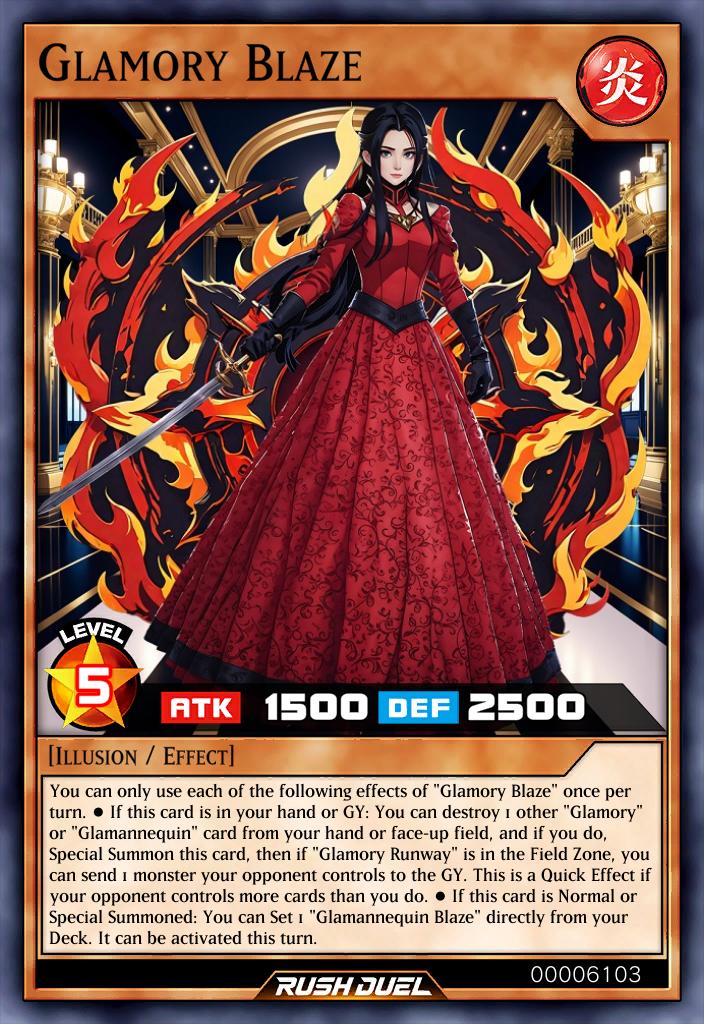 Glamory Blaze
炎
LEVEL
5
ATK 1500 DEF 2500
[Illusion / Effect]
You can only use each of the following effects of "Glamory Blaze" once per
turn. ● If this card is in your hand or GY: You can destroy 1 other "Glamory"
or "Glamannequin" card from your hand or face-up field, and if you do,
Special Summon this card, then if "Glamory Runway" is in the Field Zone, you
can send 1 monster your opponent controls to the GY. This is a Quick Effect if
your opponent controls more cards than you do. ● If this card is Normal or
Special Summoned: You can Set 1 "Glamannequin Blaze" directly from your
Deck. It can be activated this turn.
00006103
RUSH DUEL